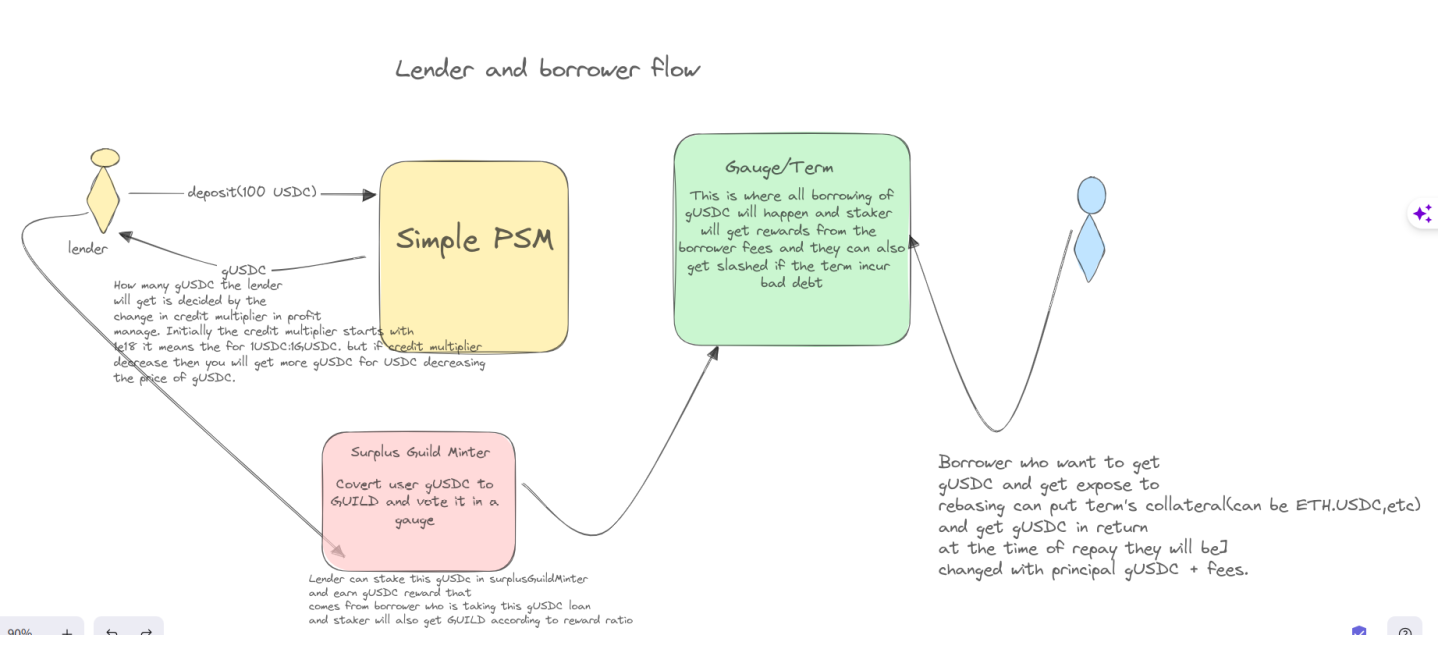 Lender and borrower flow
deposit(100 USDC)
lender
gUSDC
How many gUSDC the lender
will get is decided by the
change in credit multiplier in profit
manage. Initially the credit multiplier starts with
1e18 it means the for 1USDC:1GUSDC. but if credit multiplier
decrease then you will get more gUSDC for USDC decreasing
the price of gUSDC.
Simple PSM
Gauge/Term
This is where all borrowing of
gUSDC will happen and staker
will get rewards from the
borrower fees and they can also
get slashed if the term incur
bad debt
Surplus Guild Minter
Covert user gUSDC to
GUILD and vote it in a
gauge
Lender can stake this gUSDc in surplusGuildMinter
and earn gUSDC reward that
comes from borrower who is taking this gUSDC loan
and staker will also get GUILD according to reward ratio
Borrower who want to get
gUSDC and get expose to
rebasing can put term's collateral(can be ETH.USDC,etc)
and get gUSDC in return
at the time of repay they will be]
changed with principal gUSDC + fees.
90%